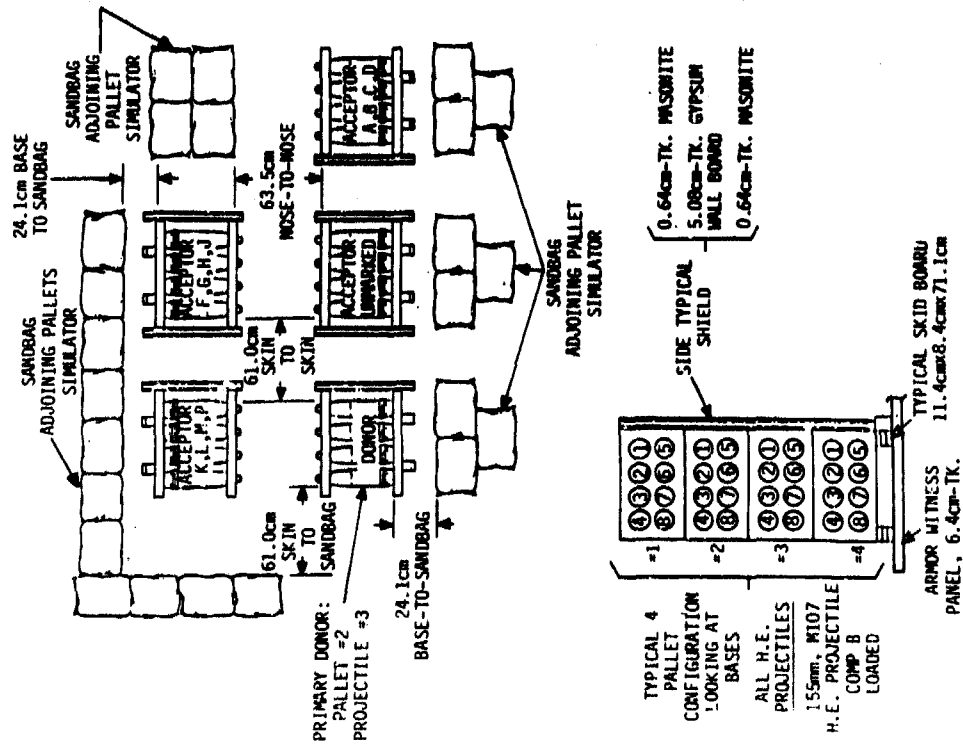 SANDBAG
ADJOINING PALLETS
SIMULATOR
24.1cm BASE
TO SANDBAG
SANDBAG
ADJOINING
PALLET
SIMULATOR
ACCEPTOR
K,L,M,P
ACCEPTOR
F,G,H,J
61.0cm
SKIN
TO
SANDBAG
61.0cm
SKIN
TO
SKIN
63.5cm
NOSE-TO-NOSE
PRIMARY DONOR:
PALLET =2
PROJECTILE =3
DONOR
ACCEPTOR
UNMARKED
ACCEPTOR
A B C D
24.1cm
BASE-TO-SANDBAG
SANDBAG
ADJOINING PALLET
SIMULATOR
TYPICAL 4
PALLET
CONFIGURATION
LOOKING AT
BASES
ALL H.E.
PROJECTILES
155mm, M107
H.E. PROJECTILE
COMP B
LOADED
=1
4 3 2 1
8 7 6 5
=2
4 3 2 1
8 7 6 5
=3
4 3 2 1
8 7 6 5
=4
4 3 2 1
8 7 6 5
SIDE TYPICAL
SHIELD
0.64cm-TK. MASONITE
5.08cm-TK. GYPSUM
WALL BOARD
0.64cm-TK. MASONITE
ARMOR WITNESS
PANEL, 6.4cm-TK.
TYPICAL SKID BOARD
11.4cmx8.4cmx71.1cm